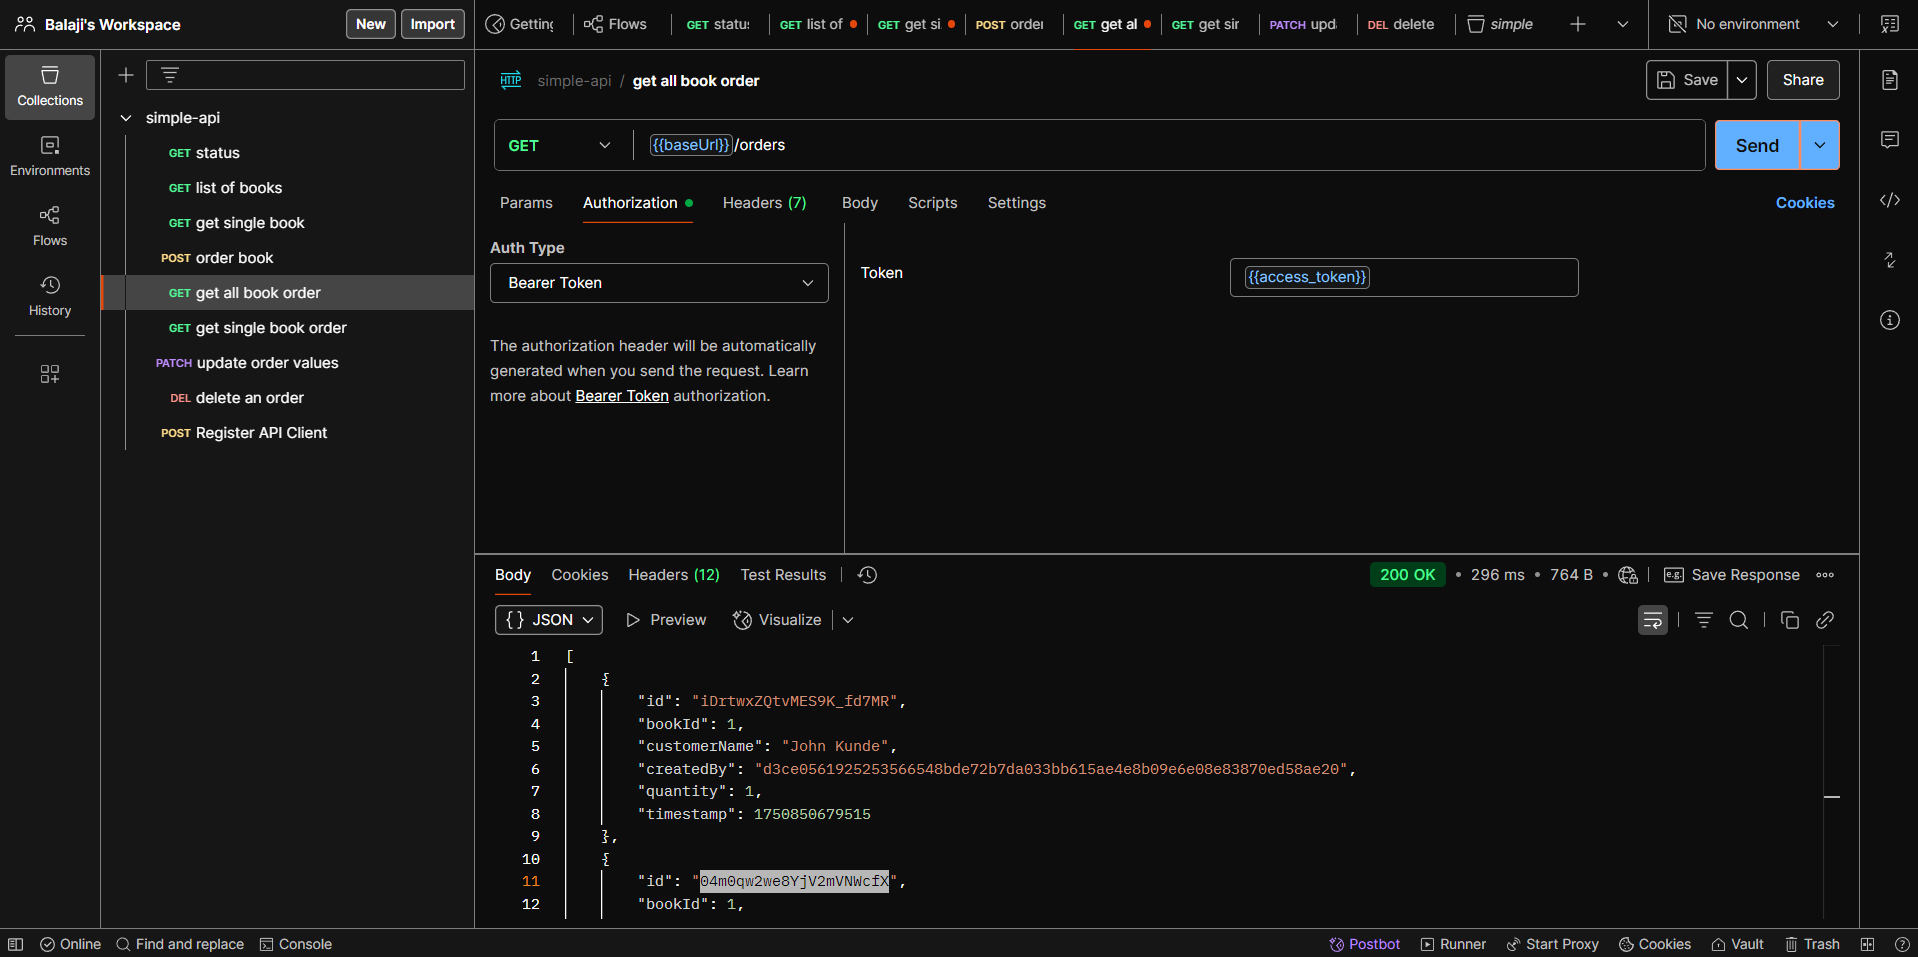 Balaji's Workspace
New
Import
Getting
Flows
GET status
GET list of
GET get si.
POST order
GET get al
GET get sin
PATCH upd
DEL delete
simple
No environment
Collections
Environments
Flows
History
simple-api
GET status
GET list of books
GET get single book
POST order book
GET get all book order
GET get single book order
PATCH update order values
DEL delete an order
POST Register API Client
HTTP simple-api / get all book order
Save
Share
GET {{baseUrl}}/orders
Send
Params
Authorization
Headers (7)
Body
Scripts
Settings
Cookies
Auth Type
Bearer Token
The authorization header will be automatically
generated when you send the request. Learn
more about Bearer Token authorization.
Token
{{access_token}}
Body
Cookies
Headers (12)
Test Results
200 OK • 296 ms • 764 B •
e.g. Save Response
{} JSON
Preview
Visualize
1 [
2 {
3 "id": "iDrtwxZQtvMES9K_fd7MR",
4 "bookId": 1,
5 "customerName": "John Kunde",
6 "createdBy": "d3ce0561925253566548bde72b7da033bb615ae4e8b09e6e08e83870ed58ae20",
7 "quantity": 1,
8 "timestamp": 1750850679515
9 },
10 {
11 "id": "04m0qw2we8YjV2mVNWcfX",
12 "bookId": 1,
Online
Find and replace
Console
Postbot
Runner
Start Proxy
Cookies
Vault
Trash